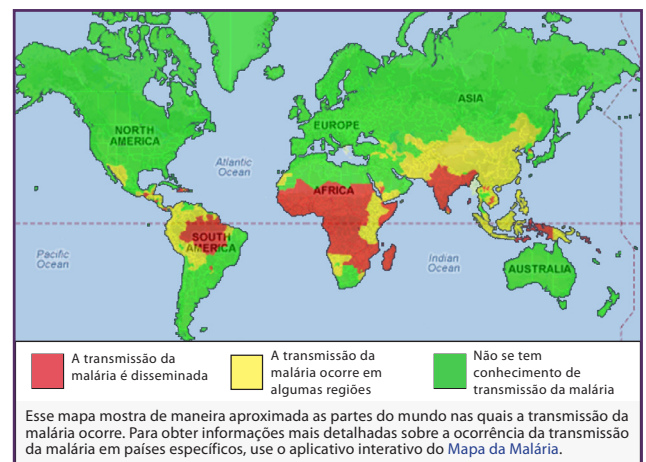 NORTH
AMERICA
EUROPE
ASIA
Atlantic
Ocean
AFRICA
SOUTH
AMERICA
Pacific
Ocean
Indian
Ocean
AUSTRALIA
A transmissão da
malária é disseminada
A transmissão da
malária ocorre em
algumas regiões
Não se tem
conhecimento de
transmissão da malária
Esse mapa mostra de maneira aproximada as partes do mundo nas quais a transmissão da
malária ocorre. Para obter informações mais detalhadas sobre a ocorrência da transmissão
da malária em países específicos, use o aplicativo interativo do Mapa da Malária.